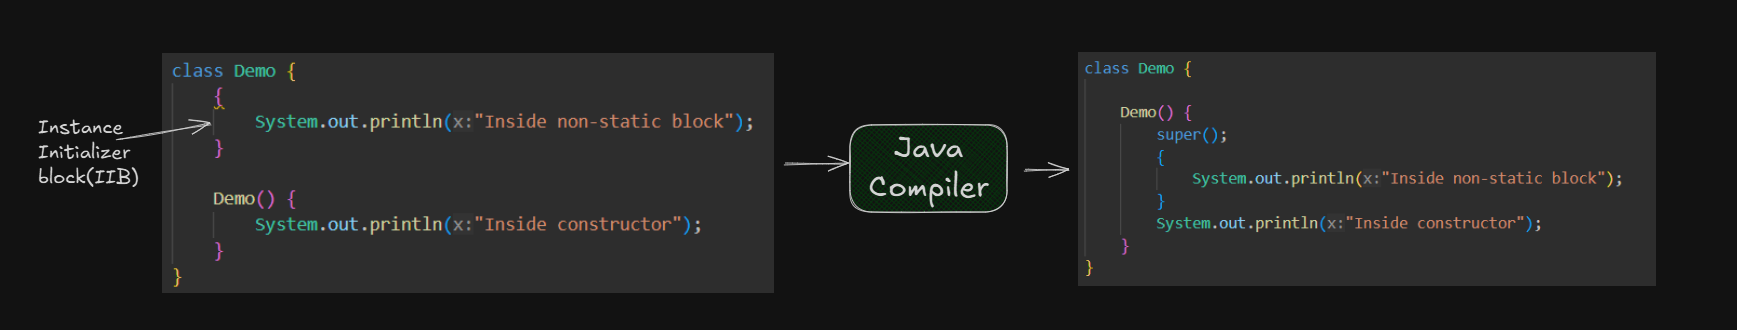 Instance
Initializer
block(IIB)
class Demo {
{
System.out.println(x:"Inside non-static block");
}
Demo() {
System.out.println(x:"Inside constructor");
}
}
Java
Compiler
class Demo {
Demo() {
super();
{
System.out.println(x:"Inside non-static block");
}
System.out.println(x:"Inside constructor");
}
}